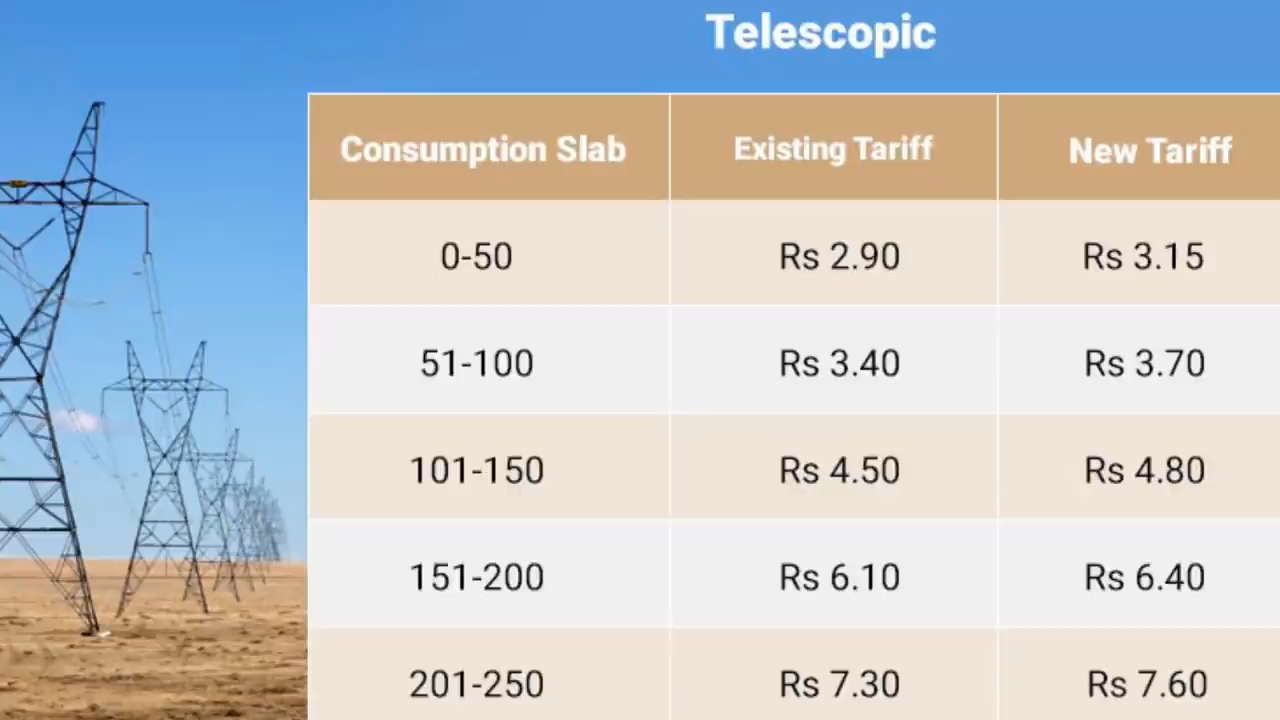 Telescopic
Consumption Slab Existing Tariff New Tariff
0-50 Rs 2.90 Rs 3.15
51-100 Rs 3.40 Rs 3.70
101-150 Rs 4.50 Rs 4.80
151-200 Rs 6.10 Rs 6.40
201-250 Rs 7.30 Rs 7.60